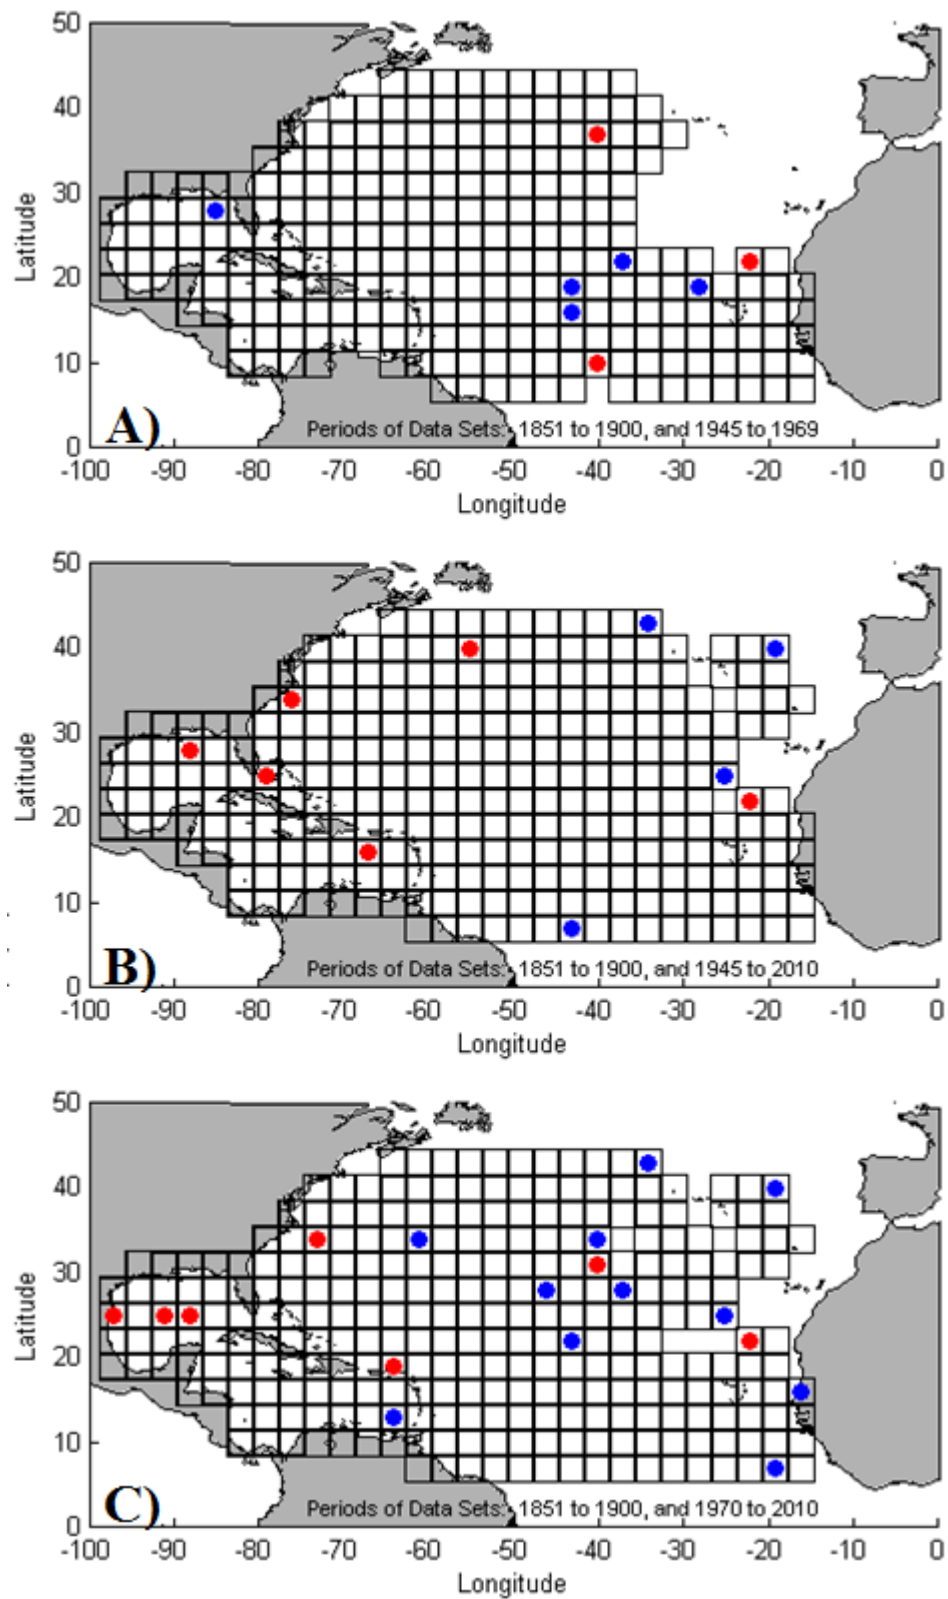 50
40
30
20
10
0
Latitude
A)
Periods of Data Sets: 1851 to 1900, and 1945 to 1969
-100 -90 -80 -70 -60 -50 -40 -30 -20 -10 0
Longitude
50
40
30
20
10
0
Latitude
B)
Periods of Data Sets: 1851 to 1900, and 1945 to 2010
-100 -90 -80 -70 -60 -50 -40 -30 -20 -10 0
Longitude
50
40
30
20
10
0
Latitude
C)
Periods of Data Sets: 1851 to 1900, and 1970 to 2010
-100 -90 -80 -70 -60 -50 -40 -30 -20 -10 0
Longitude